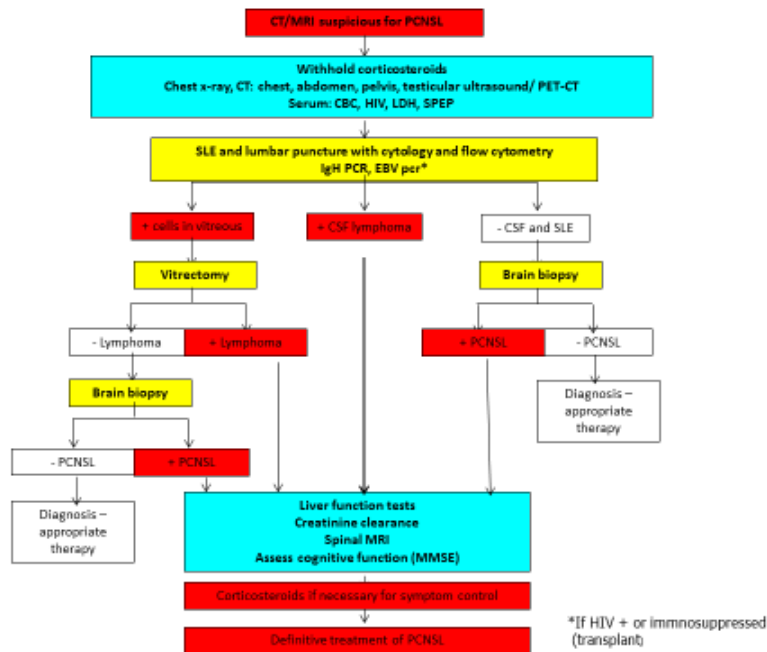 CT/MRI suspicious for PCNSL
Withhold corticosteroids
Chest x-ray, CT: chest, abdomen, pelvis, testicular ultrasound/ PET-CT
Serum: CBC, HIV, LDH, SPEP
SLE and lumbar puncture with cytology and flow cytometry
IgH PCR, EBV pcr*
+ cells in vitreous
+ CSF lymphoma
- CSF and SLE
Vitrectomy
Brain biopsy
- Lymphoma
+ Lymphoma
+ PCNSL
- PCNSL
Brain biopsy
Diagnosis –
appropriate
therapy
- PCNSL
+ PCNSL
Diagnosis –
appropriate
therapy
Liver function tests
Creatinine clearance
Spinal MRI
Assess cognitive function (MMSE)
Corticosteroids if necessary for symptom control
Definitive treatment of PCNSL
*If HIV + or immnosuppressed
(transplant)